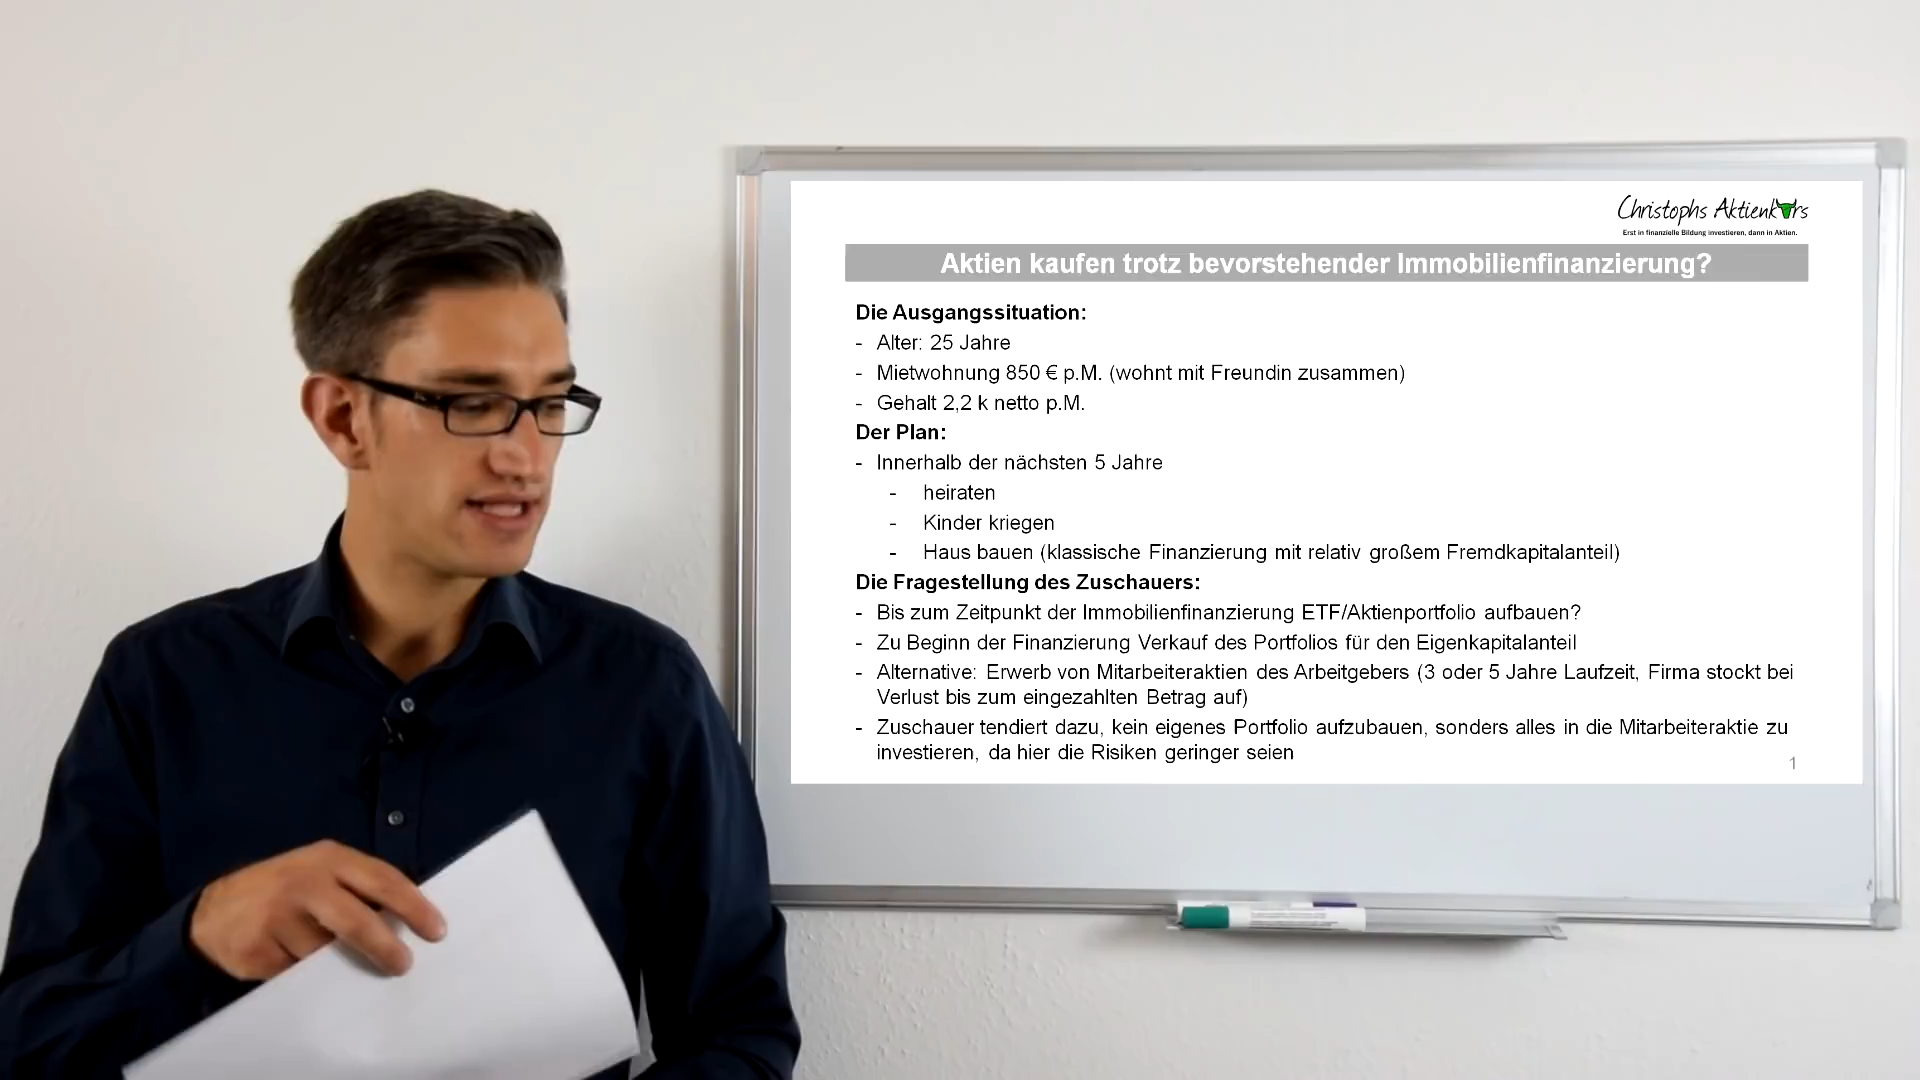 Christophs Aktienkurs
Erst in finanzielle Bildung investieren, dann in Aktien.
Aktien kaufen trotz bevorstehender Immobilienfinanzierung?
Die Ausgangssituation:
- Alter: 25 Jahre
- Mietwohnung 850 € p.M. (wohnt mit Freundin zusammen)
- Gehalt 2,2 k netto p.M.
Der Plan:
- Innerhalb der nächsten 5 Jahre
- heiraten
- Kinder kriegen
- Haus bauen (klassische Finanzierung mit relativ großem Fremdkapitalanteil)
Die Fragestellung des Zuschauers:
- Bis zum Zeitpunkt der Immobilienfinanzierung ETF/Aktienportfolio aufbauen?
- Zu Beginn der Finanzierung Verkauf des Portfolios für den Eigenkapitalanteil
- Alternative: Erwerb von Mitarbeiteraktien des Arbeitgebers (3 oder 5 Jahre Laufzeit, Firma stockt bei
Verlust bis zum eingezahlten Betrag auf)
- Zuschauer tendiert dazu, kein eigenes Portfolio aufzubauen, sonders alles in die Mitarbeiteraktie zu
investieren, da hier die Risiken geringer seien
1